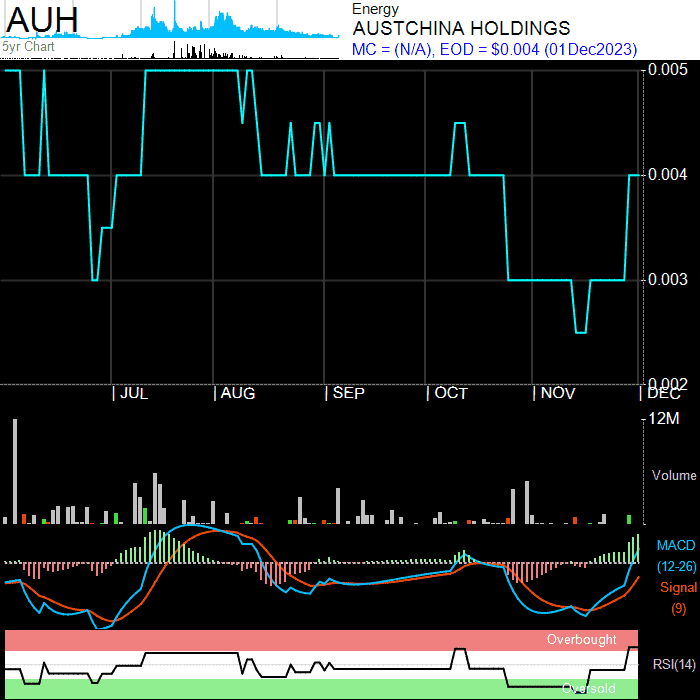 AUH
5yr Chart
Energy
AUSTCHINA HOLDINGS
MC = (N/A), EOD = $0.004 (01Dec2023)
0.005
0.004
0.003
0.002
JUL AUG SEP OCT NOV DEC
12M
Volume
MACD
(12-26)
Signal
(9)
Overbought
RSI(14)
Oversold